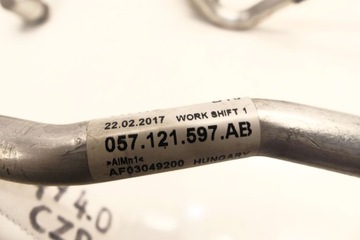 22.02.2017 WORK SHIFT 1
057.121.597.AB
>AlMn1<
AF03049200 HUNGARY